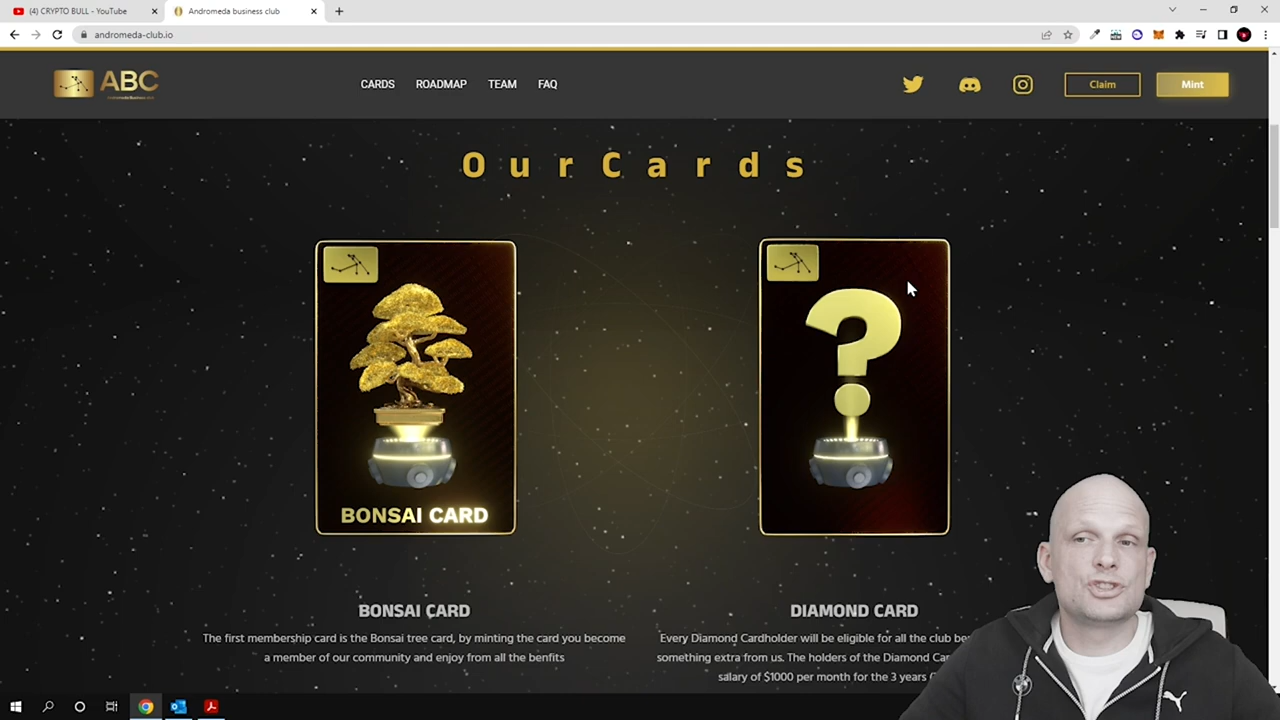 (4) CRYPTO BULL - YouTube
Andromeda business club
andromeda-club.io
ABC
CARDS
ROADMAP
TEAM
FAQ
Claim
Mint
OurCards
BONSAI CARD
BONSAI CARD
The first membership card is the Bonsai tree card, by minting the card you become
a member of our community and enjoy from all the benfits
DIAMOND CARD
Every Diamond Cardholder will be eligible for all the club
something extra from us. The holders of the Diamond
salary of $1000 per month for the 3 years